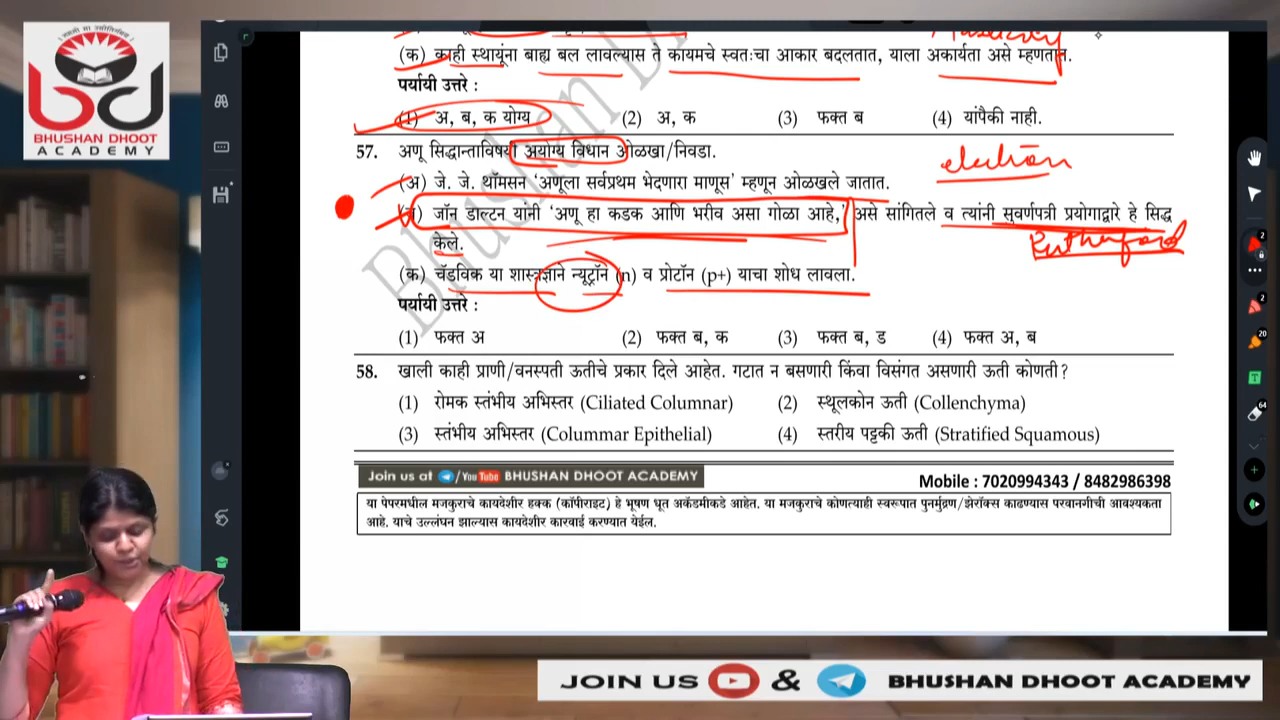 BHUSHAN DHOOT
ACADEMY
(क) काही स्थायूंना बाह्य बल लावल्यास ते कायमचे स्वतःचा आकार बदलतात, याला अकार्यता असे म्हणतात.
पर्यायी उत्तरे :
(1) अ, ब, क योग्य (2) अ, क (3) फक्त ब (4) यांपैकी नाही.
57. अणू सिद्धान्ताविषयी अयोग्य विधान ओळखा/निवडा.
election
(अ) जे. जे. थॉमसन 'अणूला सर्वप्रथम भेदणारा माणूस' म्हणून ओळखले जातात.
(ब) जॉन डाल्टन यांनी 'अणू हा कडक आणि भरीव असा गोळा आहे,' असे सांगितले व त्यांनी सुवर्णपत्री प्रयोगाद्वारे हे सिद्ध
केले.
Rutherford
(क) चॅडविक या शास्त्रज्ञाने न्यूट्रॉन (n) व प्रोटॉन (p+) याचा शोध लावला.
पर्यायी उत्तरे :
(1) फक्त अ (2) फक्त ब, क (3) फक्त ब, ड (4) फक्त अ, ब
58. खाली काही प्राणी/वनस्पती ऊतीचे प्रकार दिले आहेत. गटात न बसणारी किंवा विसंगत असणारी ऊती कोणती?
(1) रोमक स्तंभीय अभिस्तर (Ciliated Columnar) (2) स्थूलकोन ऊती (Collenchyma)
(3) स्तंभीय अभिस्तर (Colummar Epithelial) (4) स्तरीय पट्टकी ऊती (Stratified Squamous)
Join us at /You Tube BHUSHAN DHOOT ACADEMY
Mobile : 7020994343 / 8482986398
या पेपरमधील मजकुराचे कायदेशीर हक्क (कॉपीराइट) हे भूषण धूत अकॅडमीकडे आहेत. या मजकुराचे कोणत्याही स्वरूपात पुनर्मुद्रण/झेरॉक्स काढण्यास परवानगीची आवश्यकता
आहे. याचे उल्लंघन झाल्यास कायदेशीर कारवाई करण्यात येईल.
JOIN US & BHUSHAN DHOOT ACADEMY